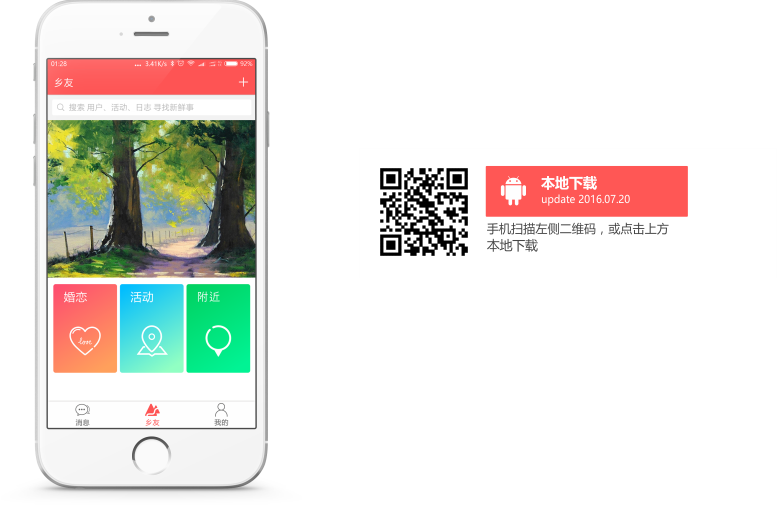 01:28 ... 3.41K/s 92%
乡友
搜索 用户、活动、日志 寻找新鲜事
婚恋 活动 附近
love
消息 乡友 我的
本地下载
update 2016.07.20
手机扫描左侧二维码，或点击上方
本地下载